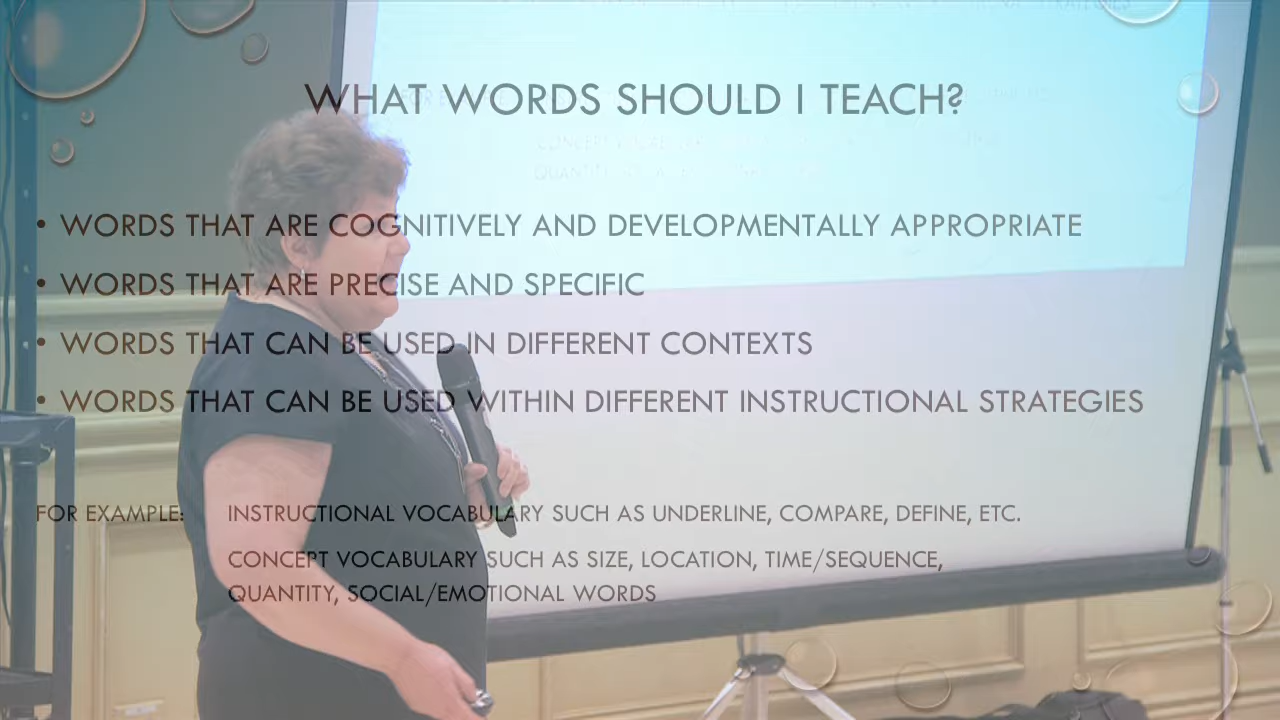 WHAT WORDS SHOULD I TEACH?
• WORDS THAT ARE COGNITIVELY AND DEVELOPMENTALLY APPROPRIATE
• WORDS THAT ARE PRECISE AND SPECIFIC
• WORDS THAT CAN BE USED IN DIFFERENT CONTEXTS
• WORDS THAT CAN BE USED WITHIN DIFFERENT INSTRUCTIONAL STRATEGIES
FOR EXAMPLE: INSTRUCTIONAL VOCABULARY SUCH AS UNDERLINE, COMPARE, DEFINE, ETC.
CONCEPT VOCABULARY SUCH AS SIZE, LOCATION, TIME/SEQUENCE,
QUANTITY, SOCIAL/EMOTIONAL WORDS